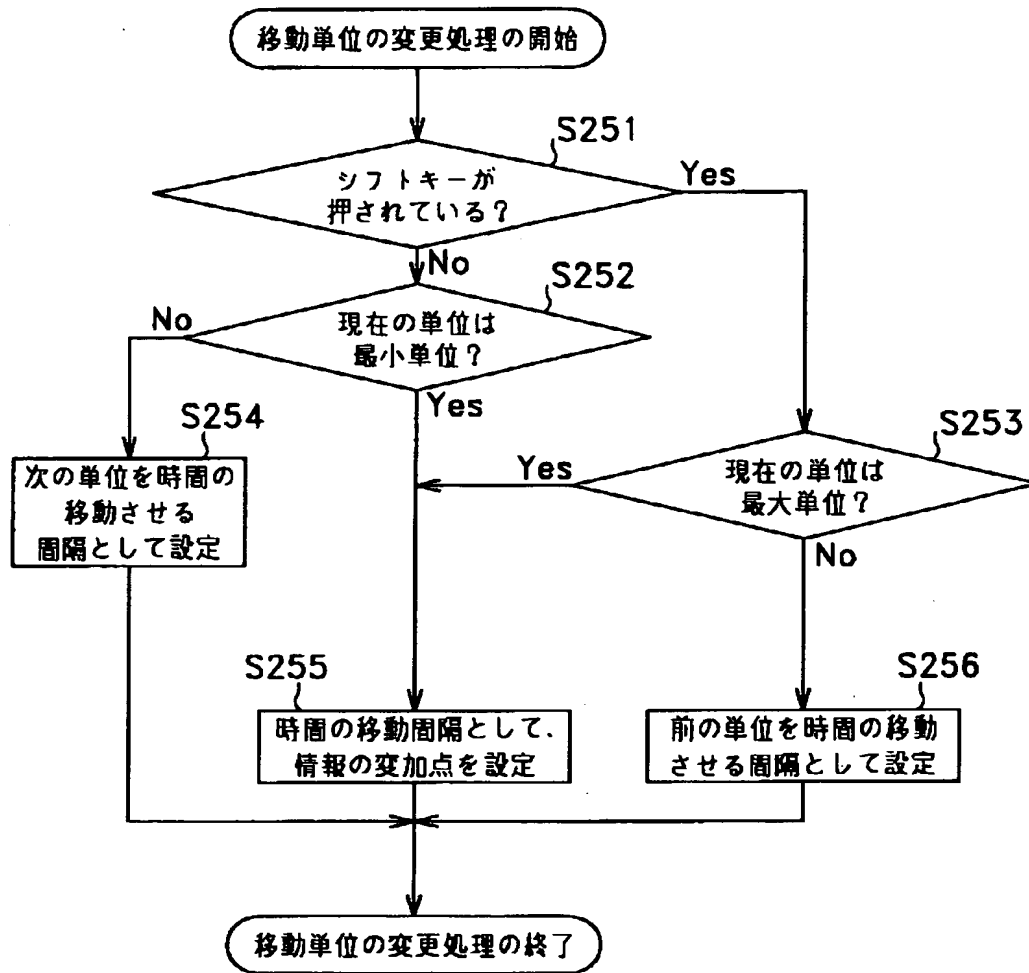 移動単位の変更処理の開始
S251
シフトキーが
押されている?
Yes
No
S252
現在の単位は
最小単位?
No
Yes
S253
現在の単位は
最大単位?
Yes
No
S254
次の単位を時間の
移動させる
間隔として設定
S255
時間の移動間隔として、
情報の変加点を設定
S256
前の単位を時間の移動
させる間隔として設定
移動単位の変更処理の終了